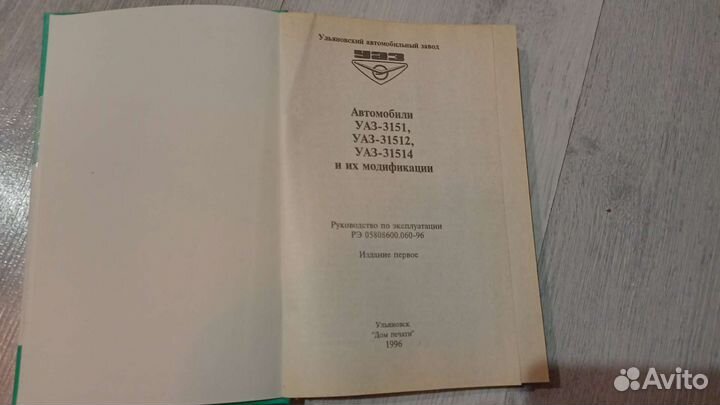 Ульяновский автомобильный завод
УАЗ
Автомобили
УАЗ-3151,
УАЗ-31512,
УАЗ-31514
и их модификации
Руководство по эксплуатации
РЭ 05808600.060-96
Издание первое
Ульяновск
"Дом печати"
1996
Avito